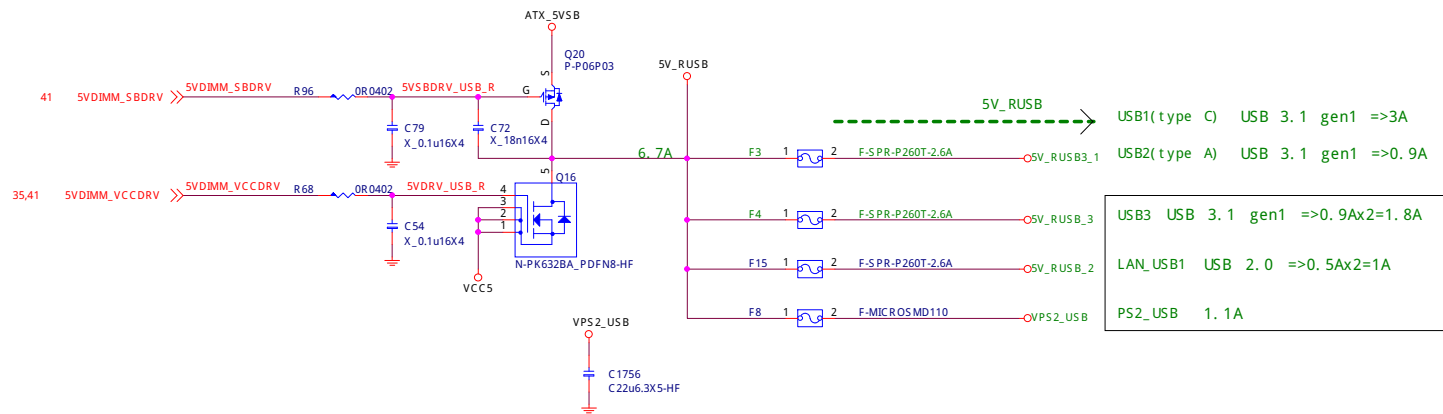 ATX_5VSB
Q20
P-P06P03
S
G
D
41 5VDIMM_SBDRV
5VDIMM_SBDRV
R96
0R0402
5VSBDRV_USB_R
C79
X_0.1u16X4
C72
X_18n16X4
35,41 5VDIMM_VCCDRV
5VDIMM_VCCDRV
R68
0R0402
5VDRV_USB_R
C54
X_0.1u16X4
5
Q16
4
3
2
1
N-PK632BA_PDFN8-HF
VCC5
VPS2_USB
C1756
C22u6.3X5-HF
5V_RUSB
6.7A
F3 1 2 F-SPR-P260T-2.6A 5V_RUSB3_1
F4 1 2 F-SPR-P260T-2.6A 5V_RUSB_3
F15 1 2 F-SPR-P260T-2.6A 5V_RUSB_2
F8 1 2 F-MICROSMD110 VPS2_USB
5V_RUSB
USB1(type C) USB 3.1 gen1 =>3A
USB2(type A) USB 3.1 gen1 =>0.9A
USB3 USB 3.1 gen1 =>0.9Ax2=1.8A
LAN_USB1 USB 2.0 =>0.5Ax2=1A
PS2_USB 1.1A